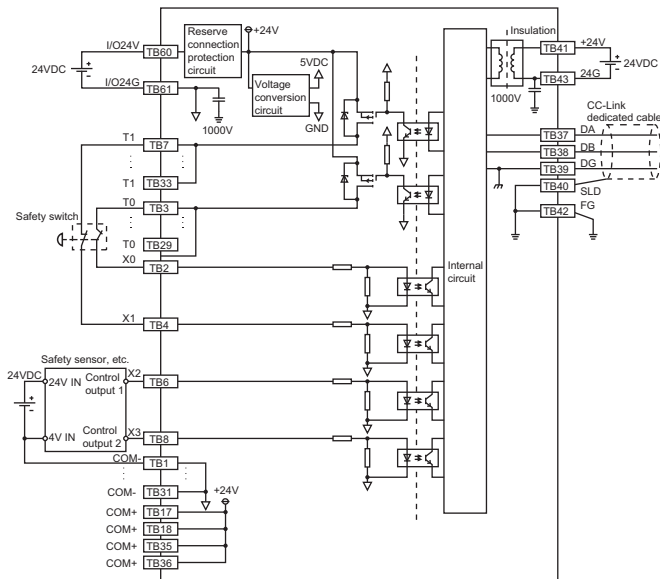 I/O24V
TB60
Reserve
connection
protection
circuit
+24V
24VDC
+
-
I/O24G
TB61
1000V
Voltage
conversion
circuit
5VDC
GND
Insulation
TB41
+24V
TB43
24G
+
-
24VDC
1000V
CC-Link
dedicated cable
TB37
DA
TB38
DB
TB39
DG
TB40
SLD
TB42
FG
T1
TB7
T1
TB33
T0
TB3
Safety switch
T0
TB29
X0
TB2
Internal
circuit
X1
TB4
Safety sensor, etc.
24VDC
+
-
24V IN
Control
output 1
X2
TB6
4V IN
Control
output 2
X3
TB8
COM-
TB1
COM-
TB31
+24V
COM+
TB17
COM+
TB18
COM+
TB35
COM+
TB36